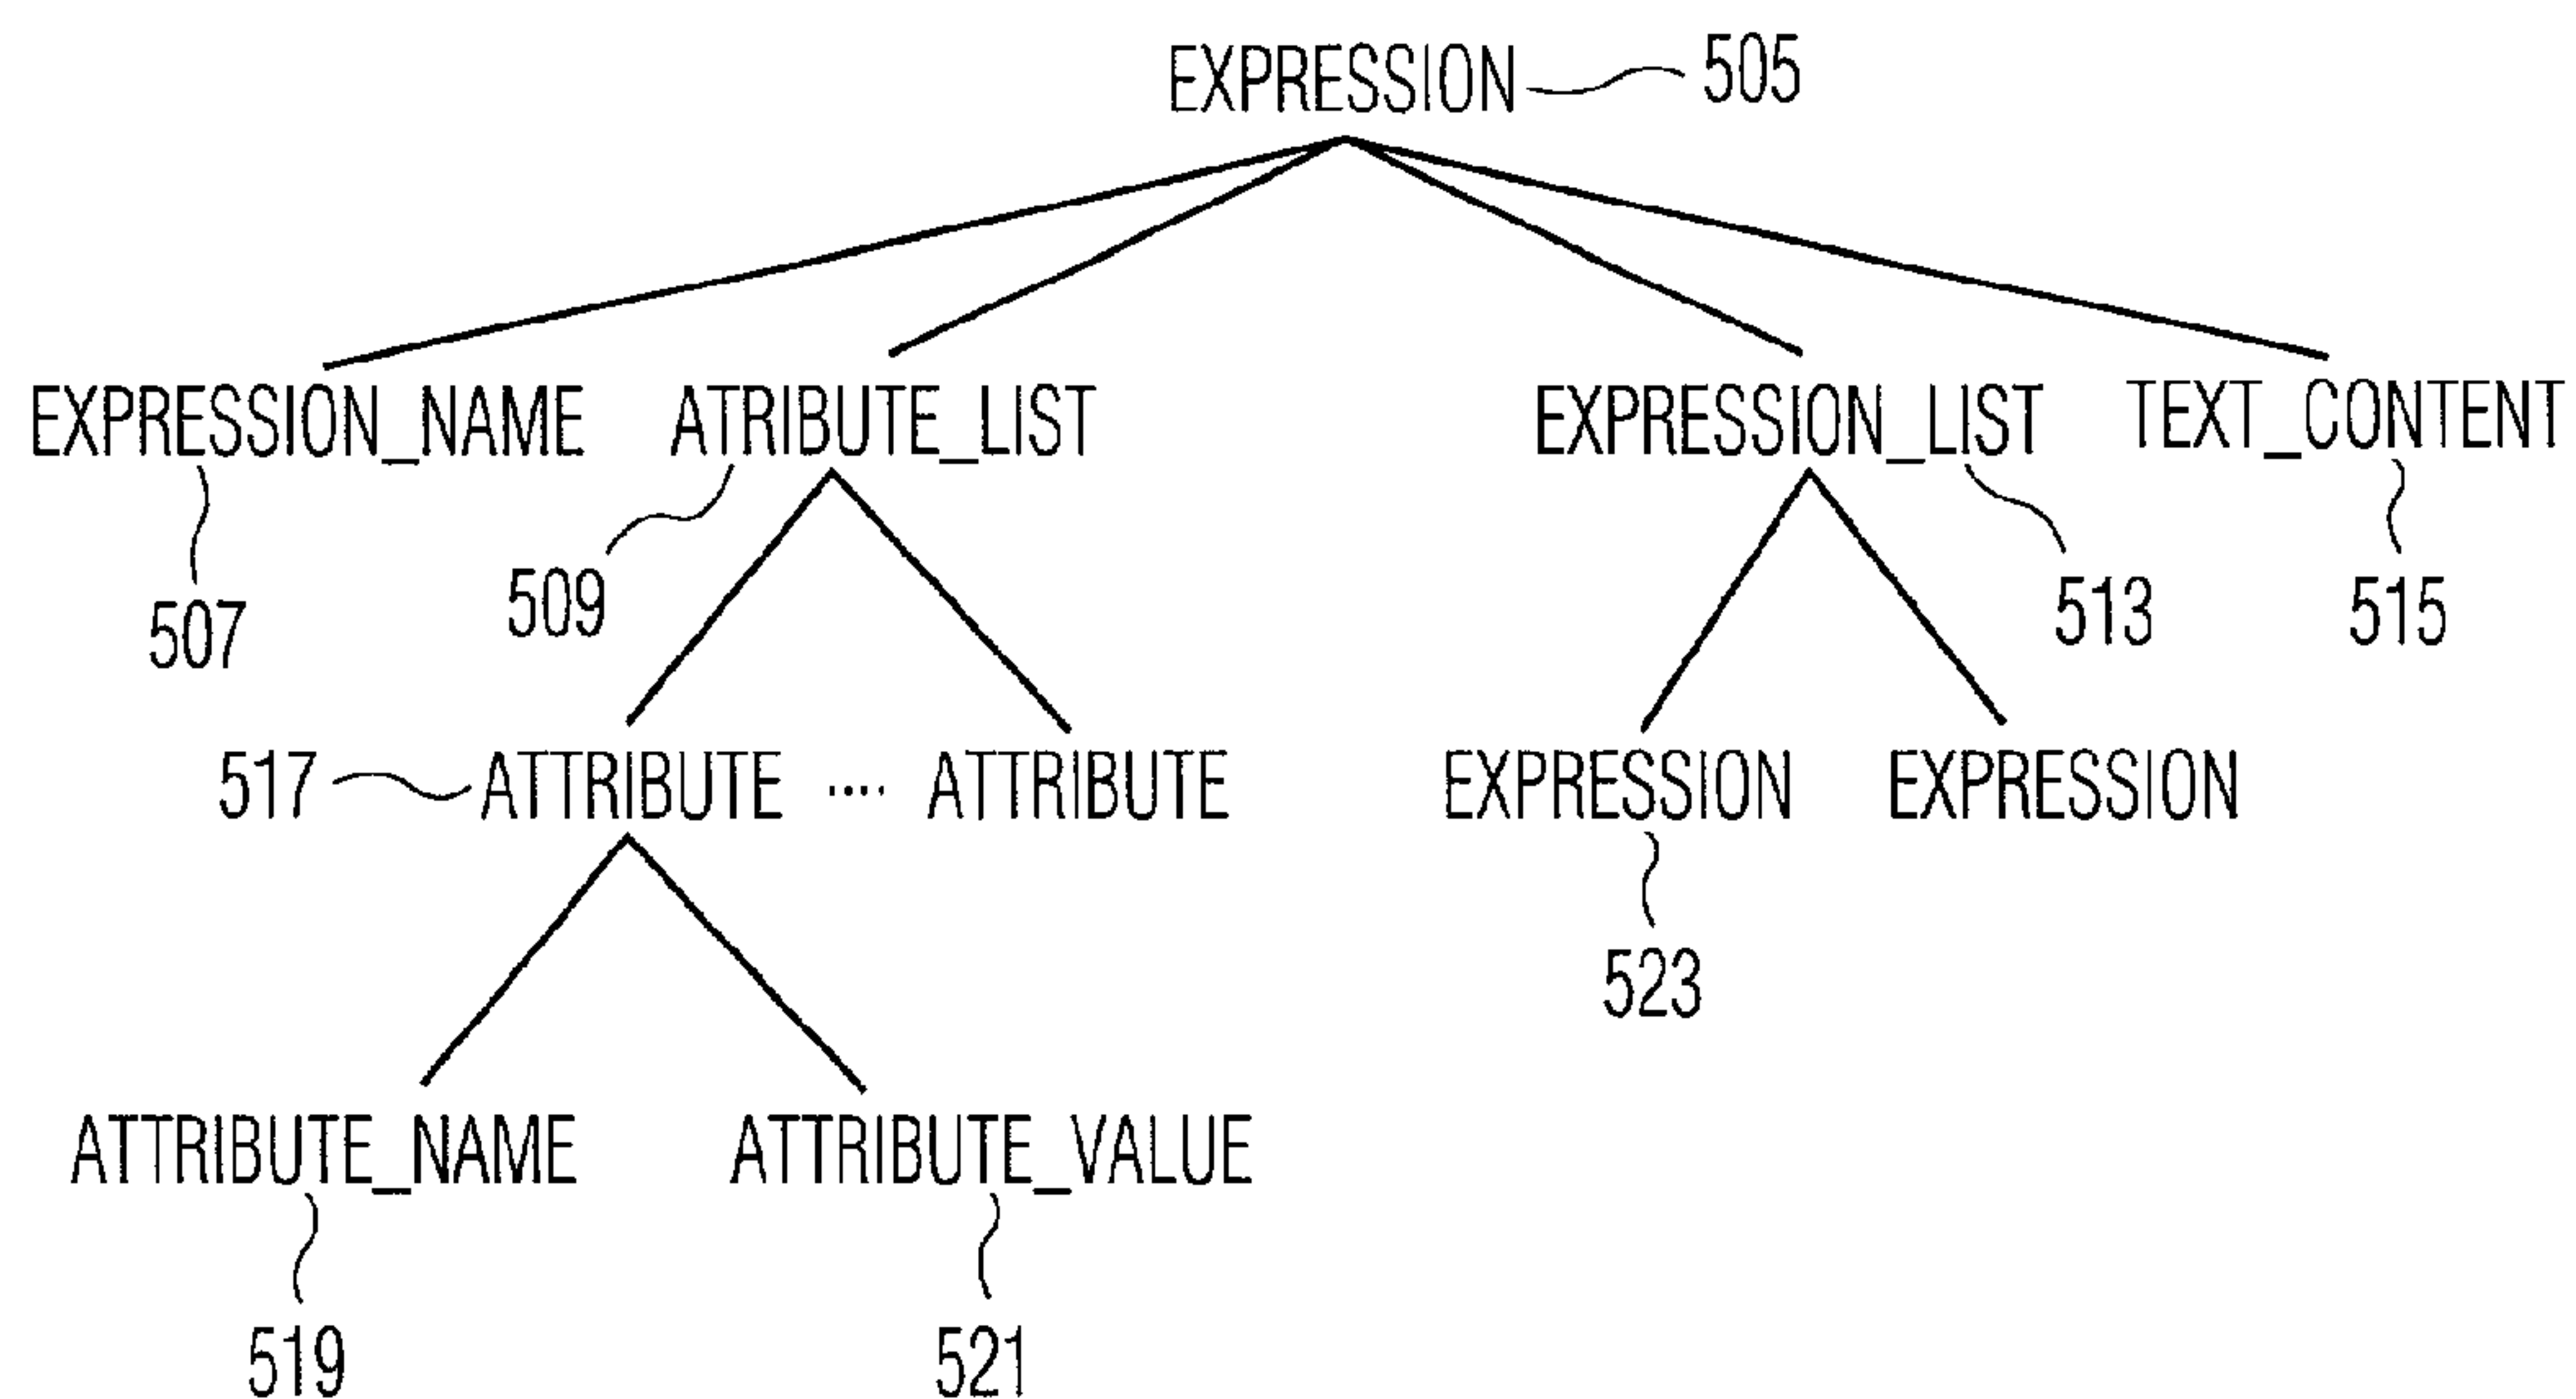 EXPRESSION 505
EXPRESSION_NAME ATRIBUTE_LIST EXPRESSION_LIST TEXT_CONTENT
507 509 513 515
517 ATTRIBUTE .... ATTRIBUTE EXPRESSION EXPRESSION
523
ATTRIBUTE_NAME ATTRIBUTE_VALUE
519 521